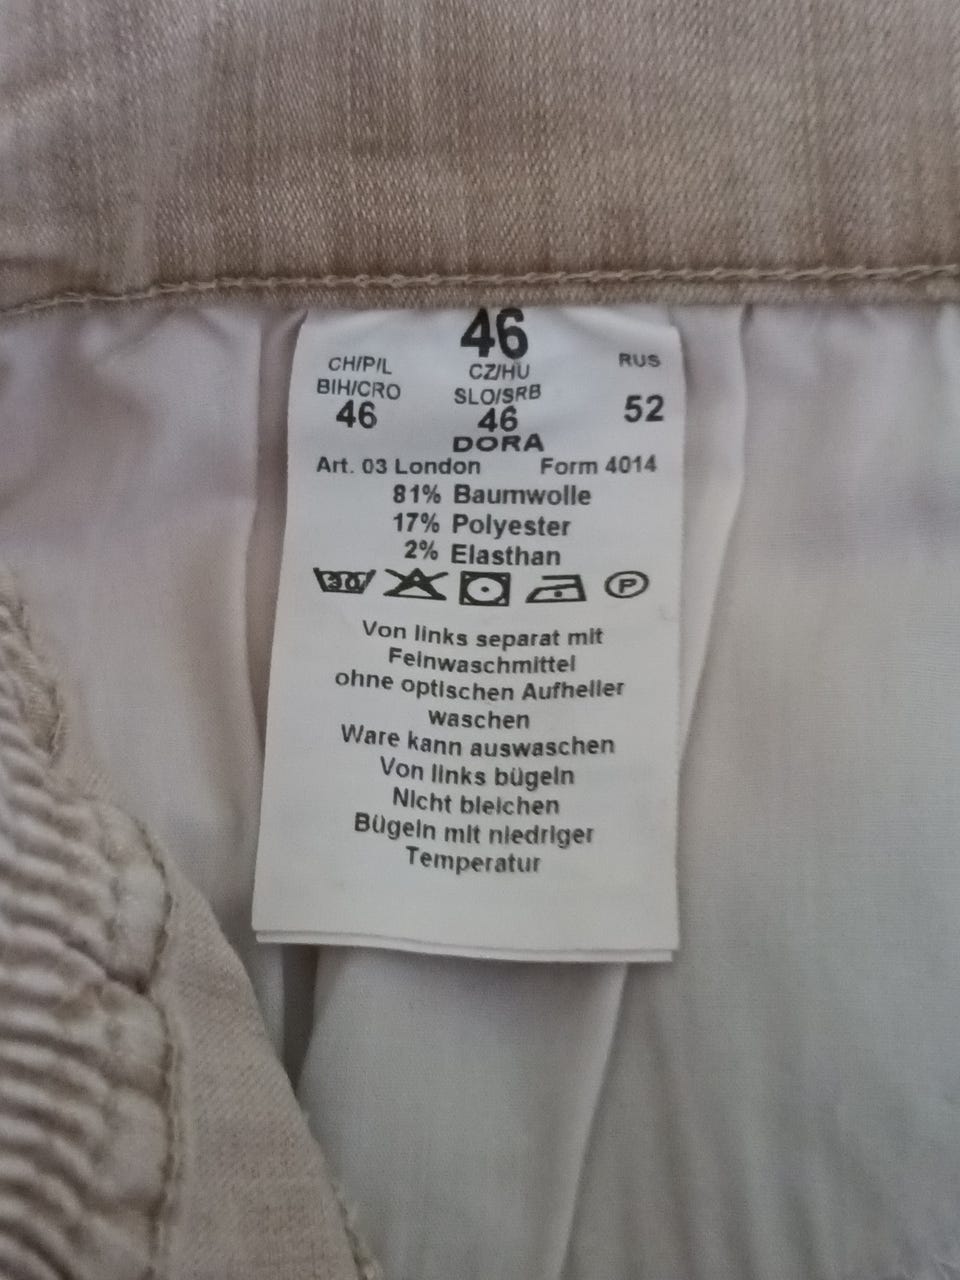 46
CH/P/L CZ/HU RUS
BIH/CRO SLO/SRB
46 46 52
DORA
Art. 03 London Form 4014
81% Baumwolle
17% Polyester
2% Elasthan
30 P
Von links separat mit
Feinwaschmittel
ohne optischen Aufheller
waschen
Ware kann auswaschen
Von links bügeln
Nicht bleichen
Bügeln mit niedriger
Temperatur